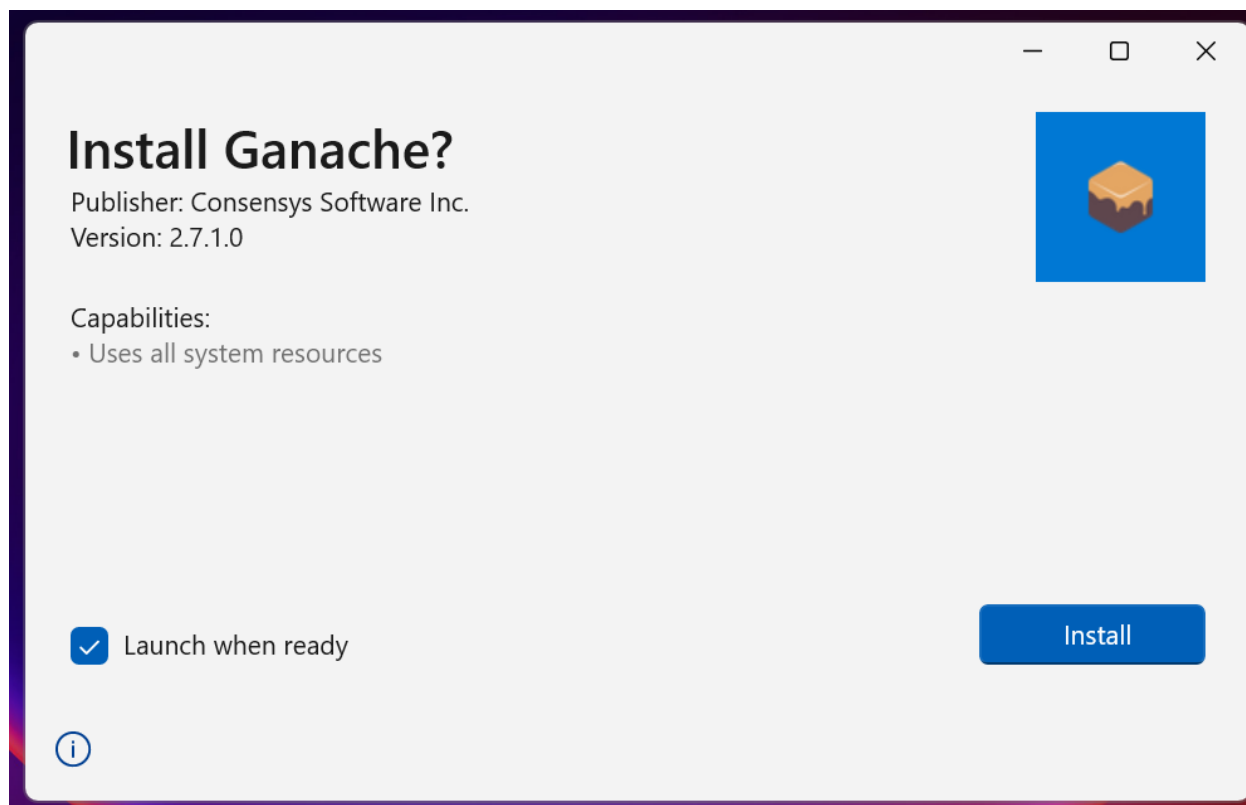 Install Ganache?
Publisher: Consensys Software Inc.
Version: 2.7.1.0
Capabilities:
• Uses all system resources
Launch when ready
Install